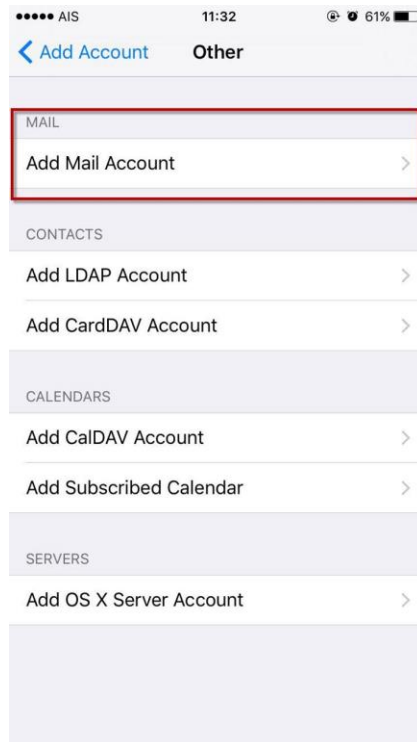 AIS 11:32 61%
Add Account Other
MAIL
Add Mail Account
CONTACTS
Add LDAP Account
Add CardDAV Account
CALENDARS
Add CalDAV Account
Add Subscribed Calendar
SERVERS
Add OS X Server Account